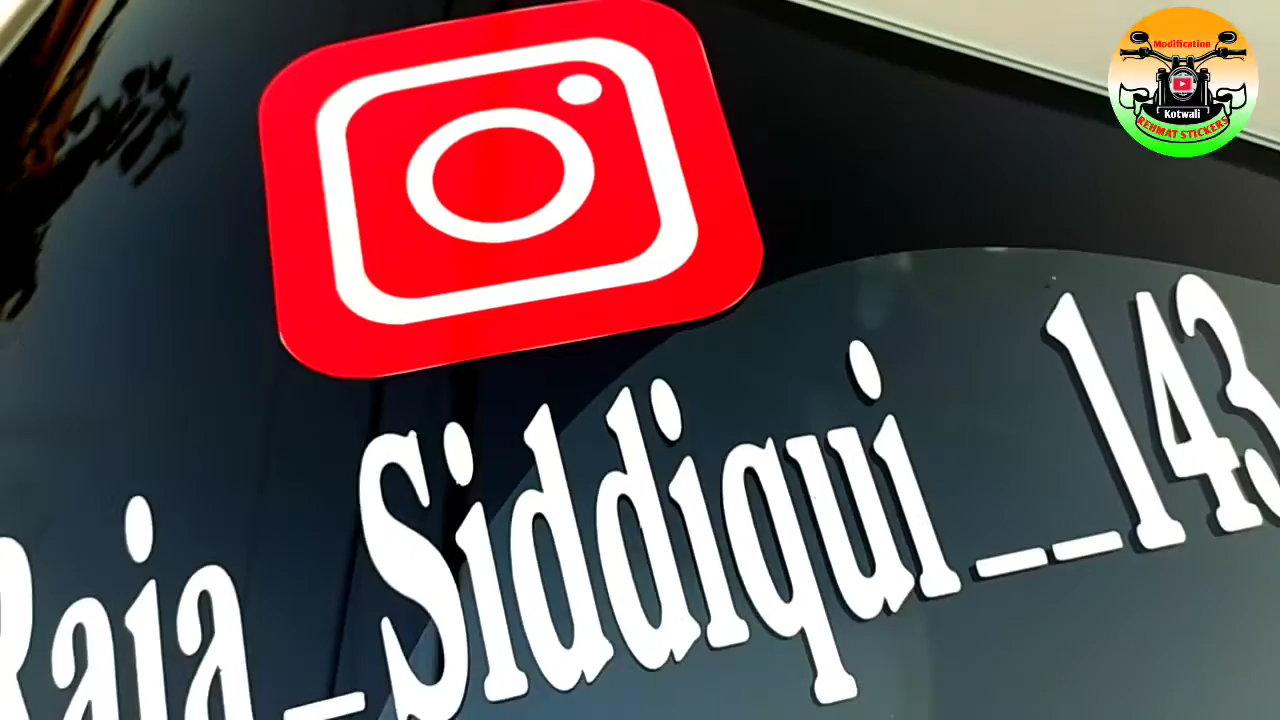 Modification
Kotwali
REHMAT STICKERS
Raja_Siddiqui__143